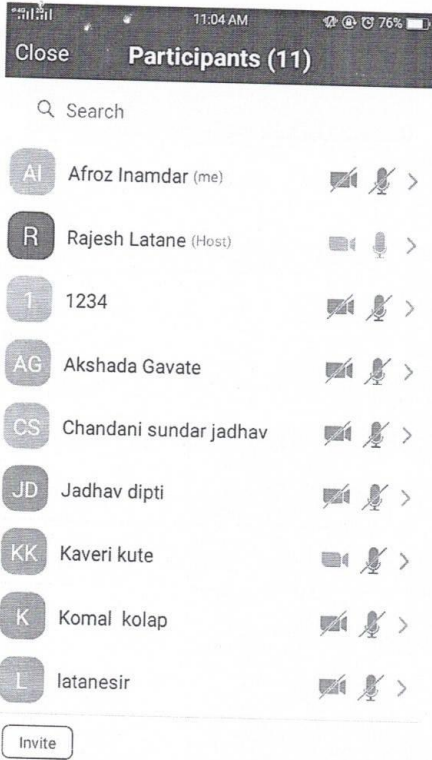 11:04 AM 76%
Close Participants (11)
Search
AI Afroz Inamdar (me)
R Rajesh Latane (Host)
1 1234
AG Akshada Gavate
CS Chandani sundar jadhav
JD Jadhav dipti
KK Kaveri kute
K Komal kolap
L latanesir
Invite